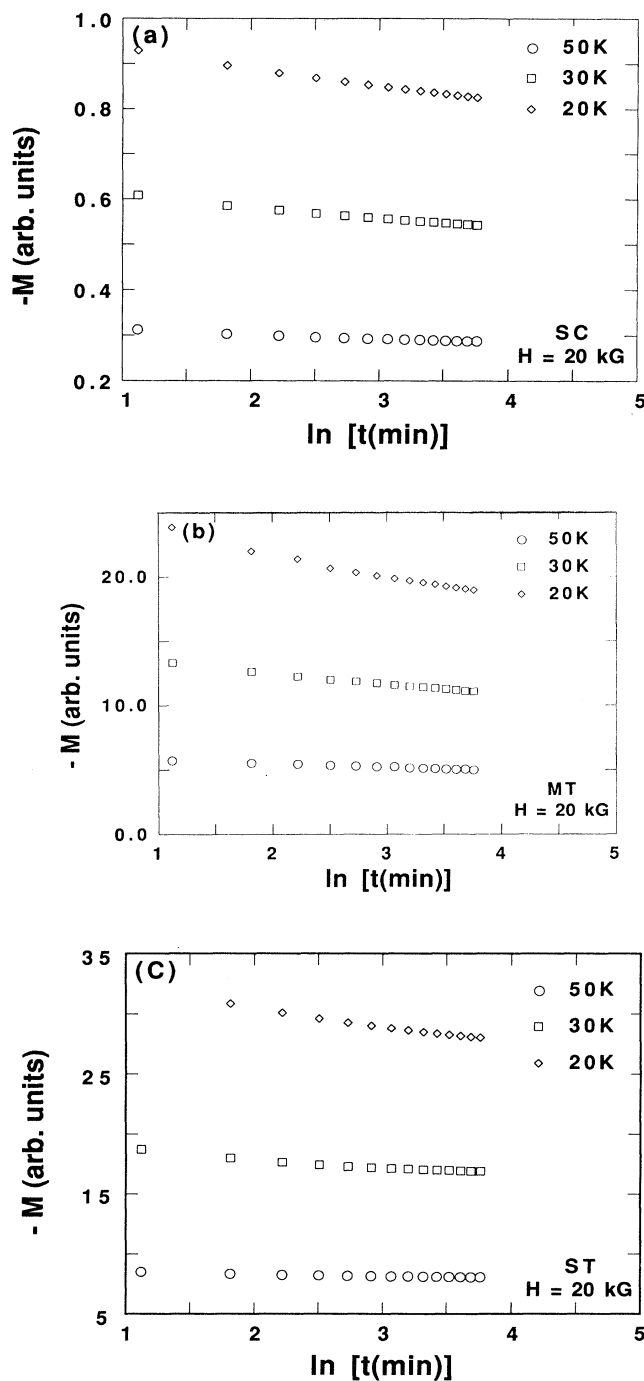 (a)
1.0
0.8
0.6
0.4
0.2
-M (arb. units)
○ 50K
□ 30K
◇ 20K
SC
H = 20 kG
1 2 3 4 5
ln [t(min)]
(b)
20.0
10.0
0.0
- M (arb. units)
○ 50K
□ 30K
◇ 20K
MT
H = 20 kG
1 2 3 4 5
ln [t(min)]
(C)
35
25
15
5
- M (arb. units)
○ 50K
□ 30K
◇ 20K
ST
H = 20 kG
1 2 3 4 5
ln [t(min)]